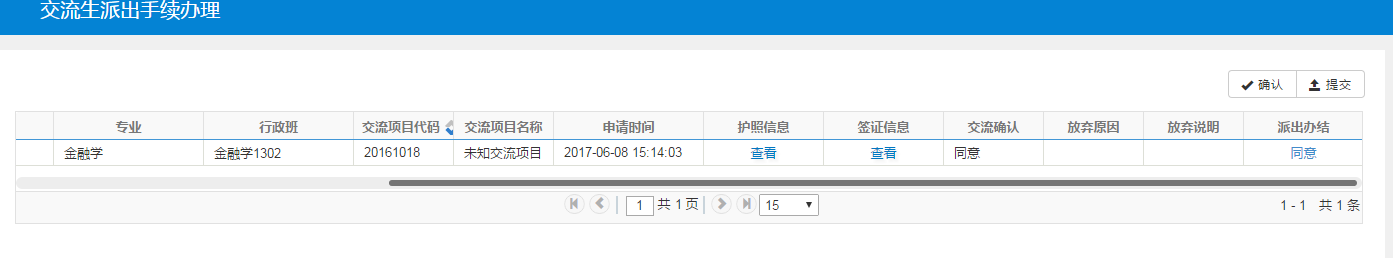 交流生派出手续办理
确认 提交
专业 行政班 交流项目代码 交流项目名称 申请时间 护照信息 签证信息 交流确认 放弃原因 放弃说明 派出办结
金融学 金融学1302 20161018 未知交流项目 2017-06-08 15:14:03 查看 查看 同意 同意
1 共 1 页 15 1 - 1 共 1 条